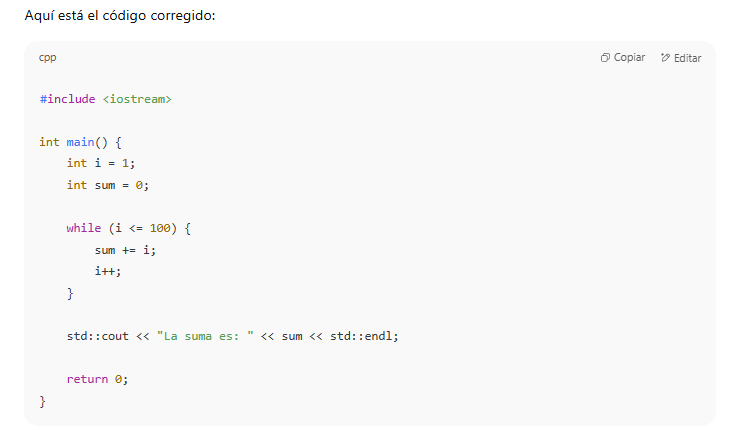 Aquí está el código corregido:
cpp
Copiar
Editar
#include <iostream>
int main() {
    int i = 1;
    int sum = 0;
    while (i <= 100) {
        sum += i;
        i++;
    }
    std::cout << "La suma es: " << sum << std::endl;
    return 0;
}